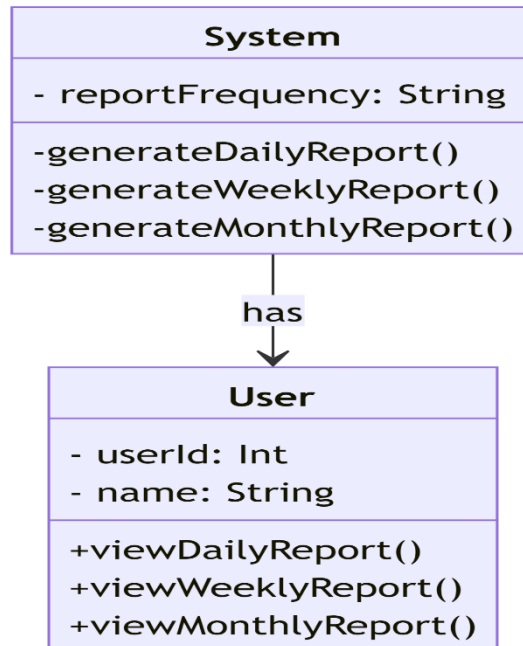 System
- reportFrequency: String
-generateDailyReport()
-generateWeeklyReport()
-generateMonthlyReport()
has
User
- userId: Int
- name: String
+viewDailyReport()
+viewWeeklyReport()
+viewMonthlyReport()